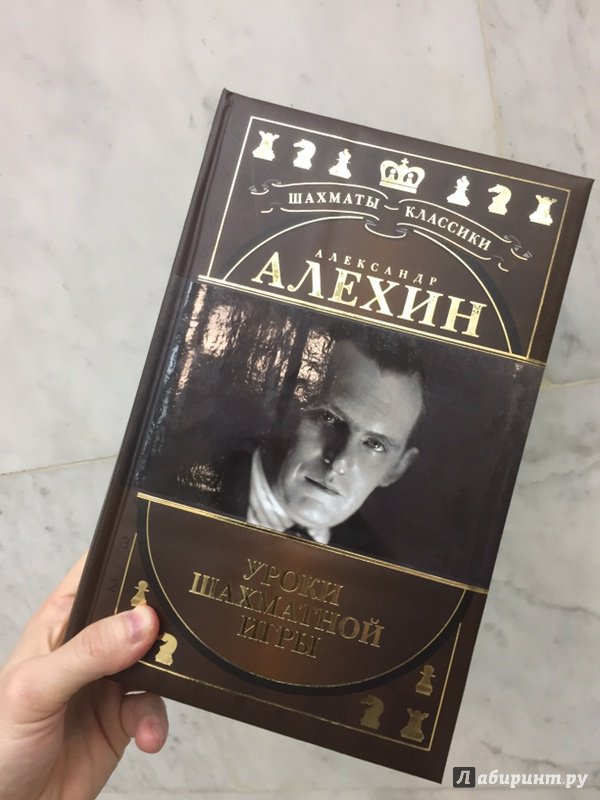 ШАХМАТЫ КЛАССИКИ
АЛЕКСАНДР
АЛЕХИН
УРОКИ
ШАХМАТНОЙ
ИГРЫ
Лабиринт.ру